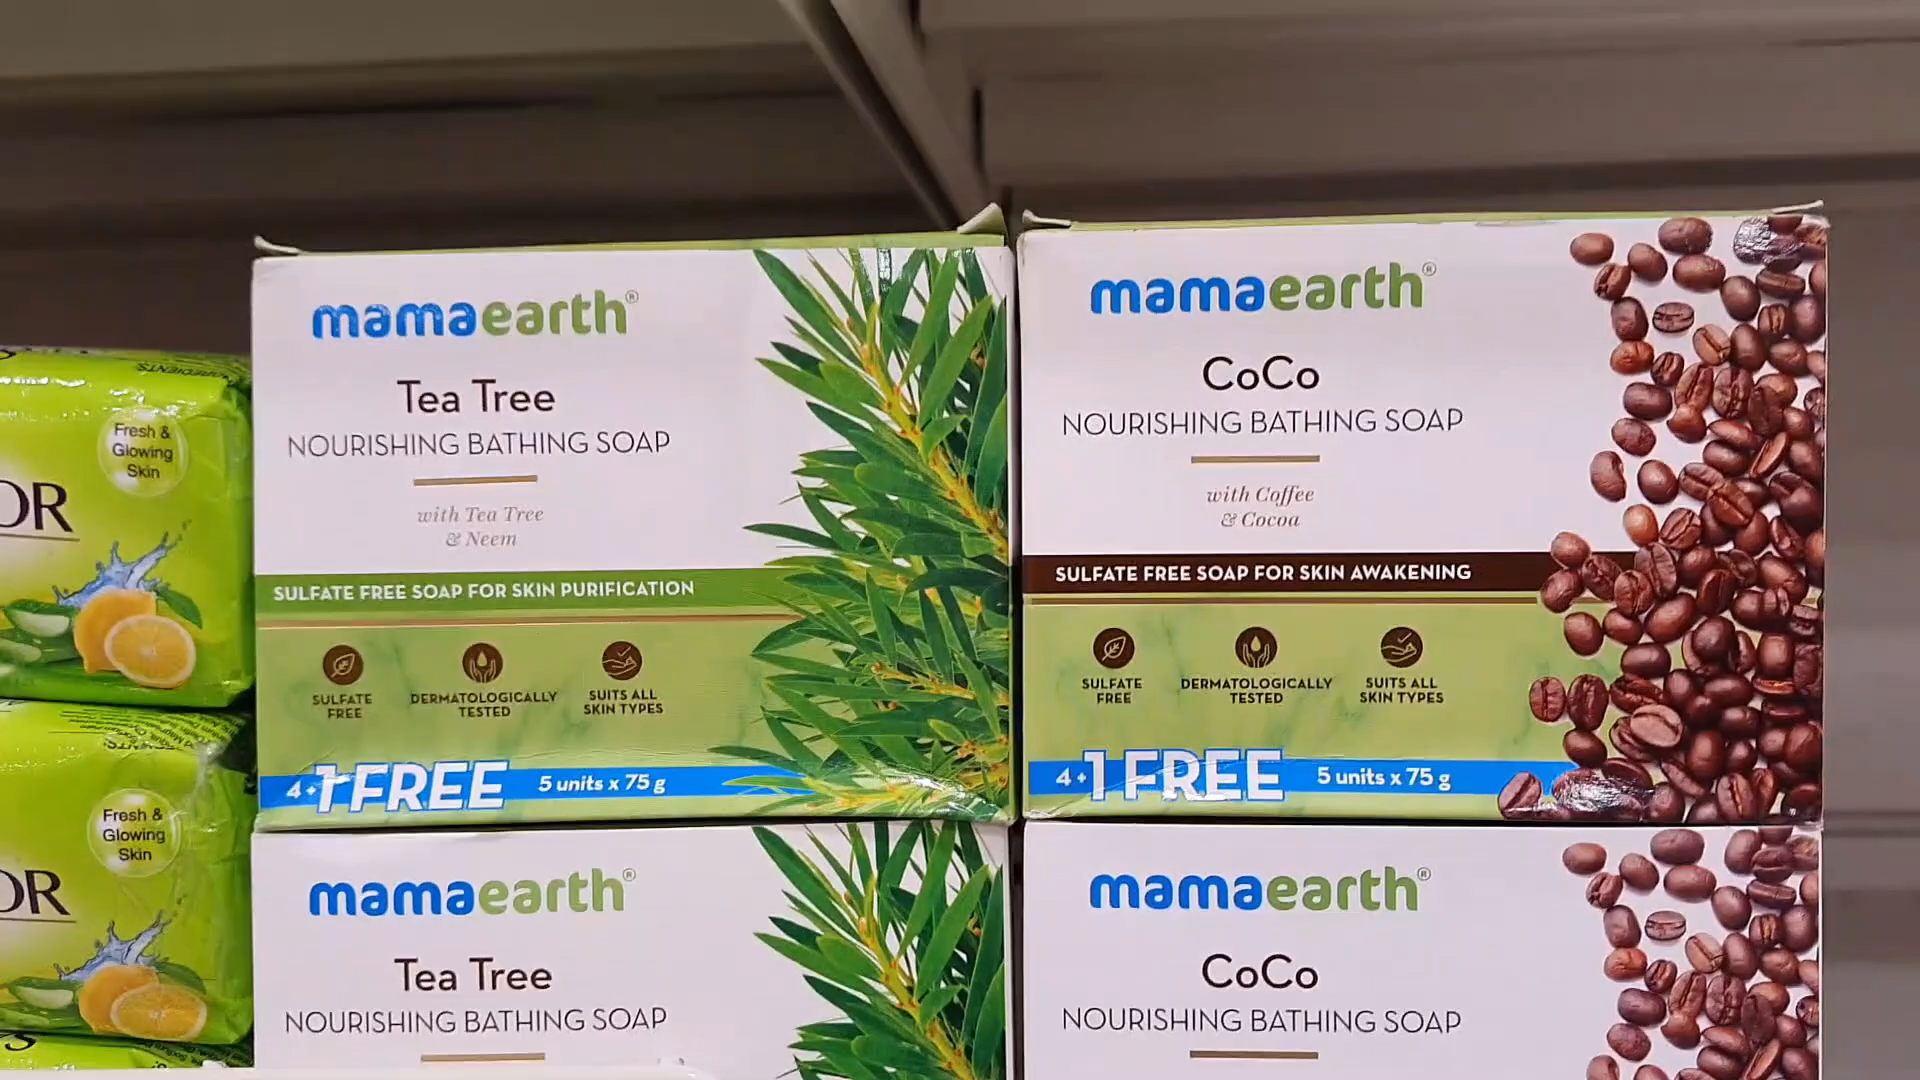 Fresh &
Glowing
Skin
OR
Fresh &
Glowing
Skin
OR
mamaearth®
Tea Tree
NOURISHING BATHING SOAP
with Tea Tree
& Neem
SULFATE FREE SOAP FOR SKIN PURIFICATION
SULFATE
FREE
DERMATOLOGICALLY
TESTED
SUITS ALL
SKIN TYPES
4+1 FREE 5 units x 75 g
mamaearth®
Tea Tree
NOURISHING BATHING SOAP
mamaearth®
CoCo
NOURISHING BATHING SOAP
with Coffee
& Cocoa
SULFATE FREE SOAP FOR SKIN AWAKENING
SULFATE
FREE
DERMATOLOGICALLY
TESTED
SUITS ALL
SKIN TYPES
4+1 FREE 5 units x 75 g
mamaearth®
CoCo
NOURISHING BATHING SOAP